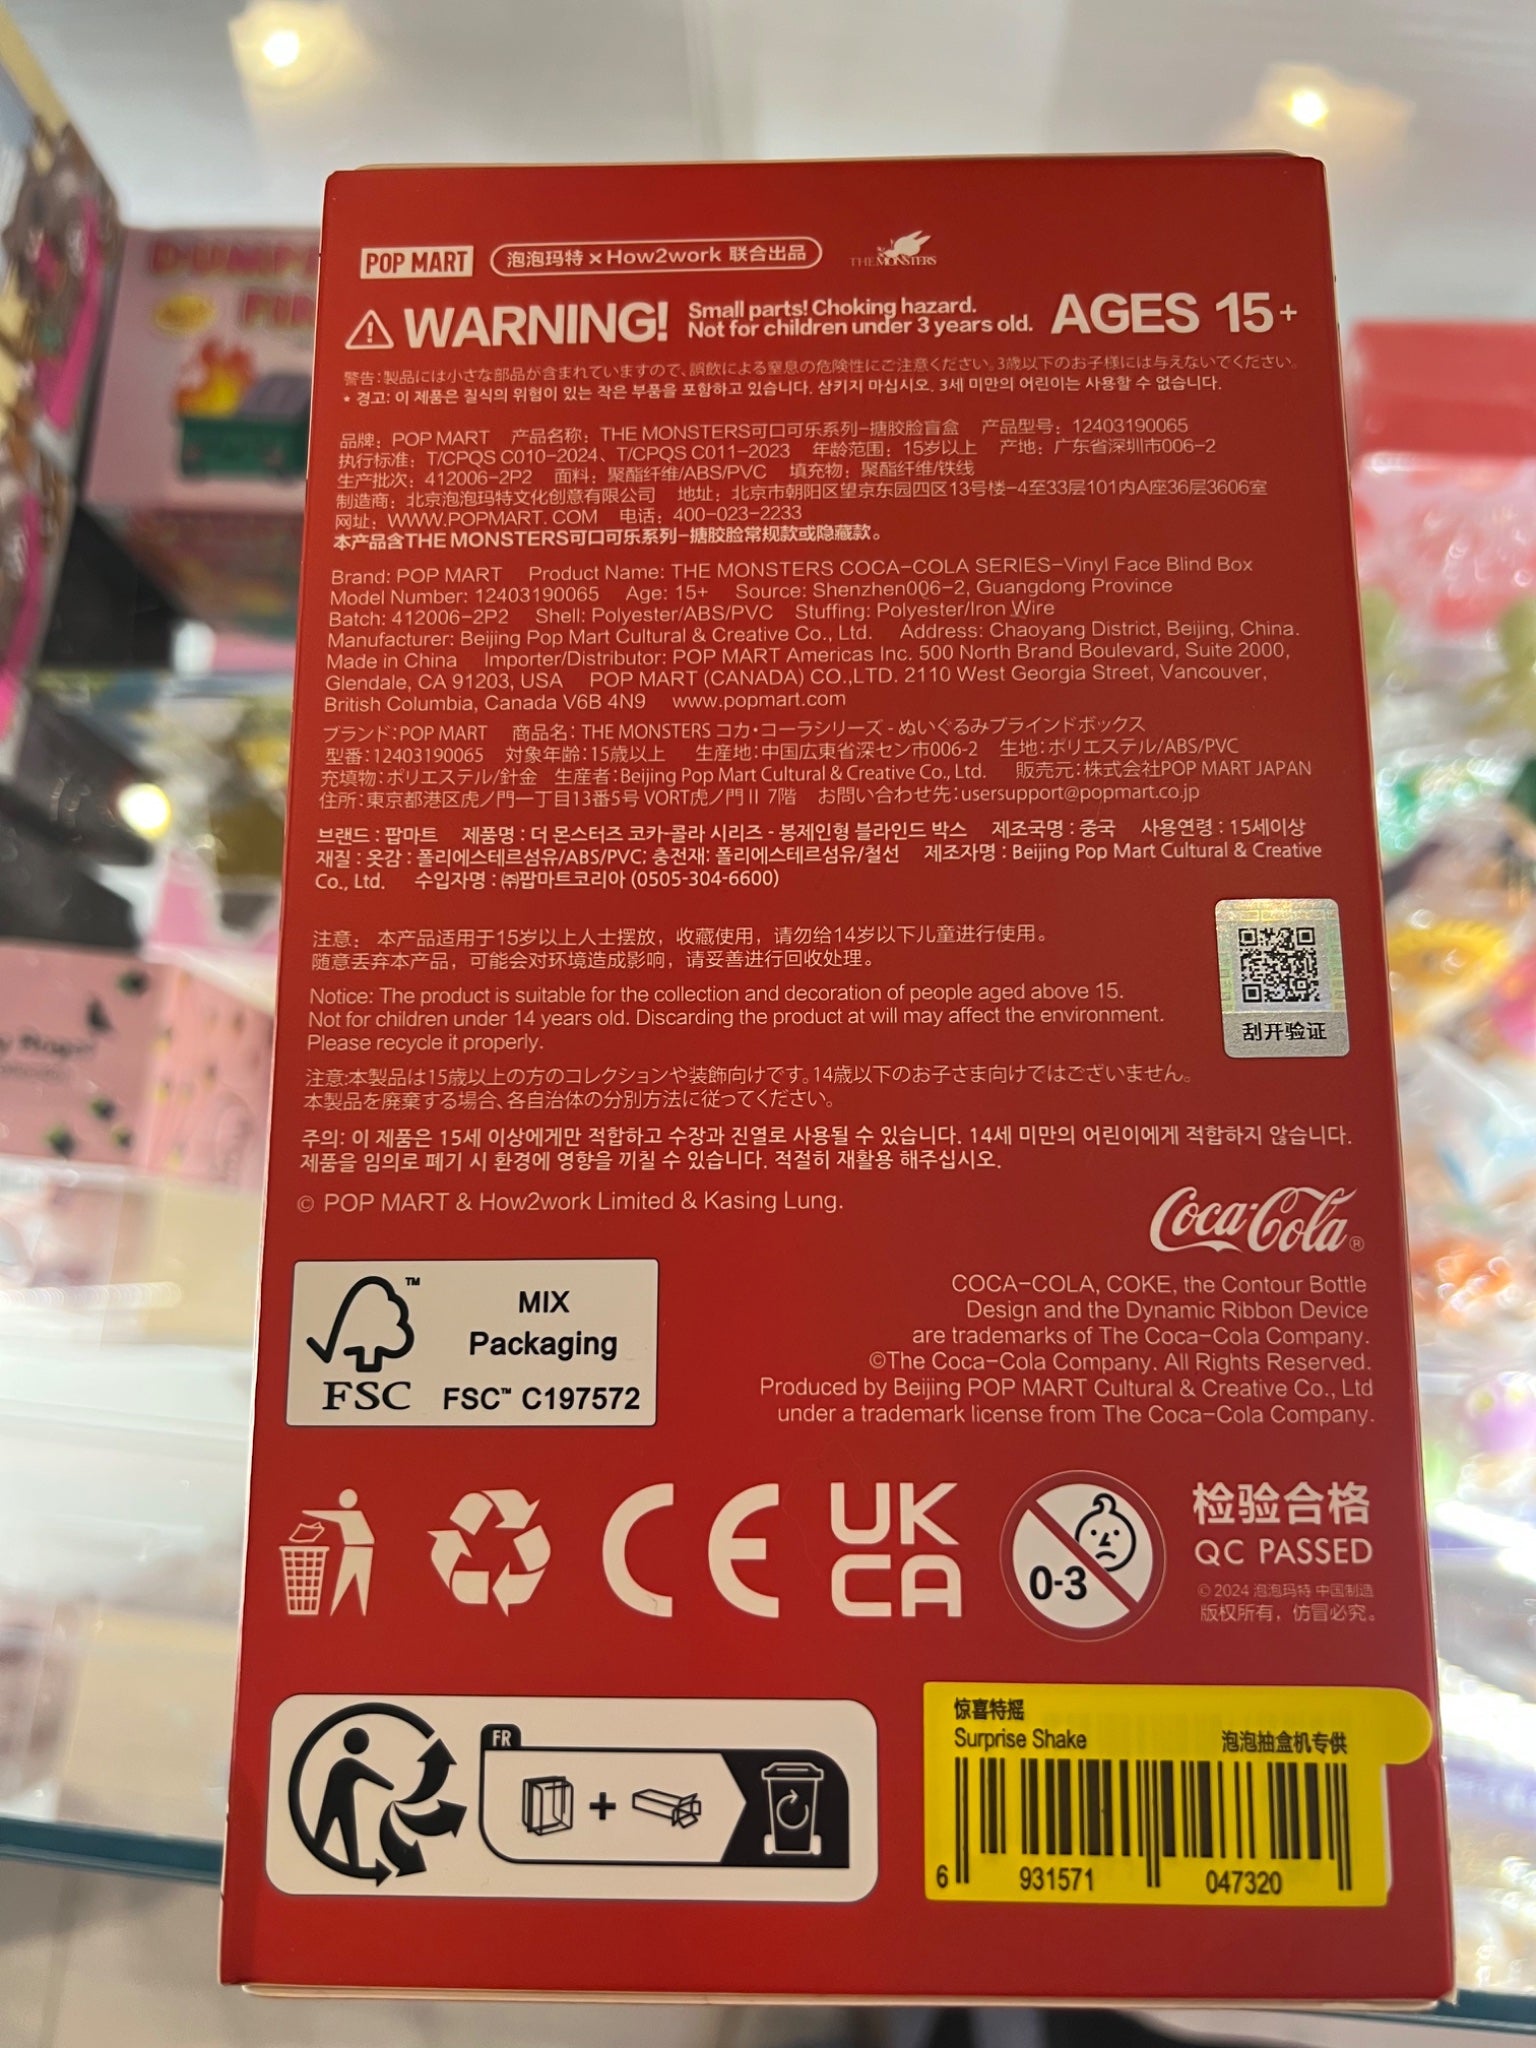 POP MART 泡泡玛特 × How2work 联合出品 THE MONSTERS
WARNING! Small parts! Choking hazard. AGES 15+
Not for children under 3 years old.
警告:製品には小さな部品が含まれていますので、誤飲による窒息の危険性にご注意ください。3歳以下のお子様には与えないでください。
* 경고: 이 제품은 질식의 위험이 있는 작은 부품을 포함하고 있습니다. 삼키지 마십시오. 3세 미만의 어린이는 사용할 수 없습니다.
品牌：POP MART 产品名称：THE MONSTERS可口可乐系列-搪胶脸盲盒 产品型号：12403190065
执行标准：T/CPQS C010-2024、T/CPQS C011-2023 年龄范围：15岁以上 产地：广东省深圳市006-2
生产批次：412006-2P2 面料：聚酯纤维/ABS/PVC 填充物：聚酯纤维/铁线
制造商：北京泡泡玛特文化创意有限公司 地址：北京市朝阳区望京东园四区13号楼-4至33层101内A座36层3606室
网址：WWW.POPMART. COM 电话：400-023-2233
本产品含THE MONSTERS可口可乐系列-搪胶脸常规款或隐藏款。
Brand: POP MART Product Name: THE MONSTERS COCA-COLA SERIES-Vinyl Face Blind Box
Model Number: 12403190065 Age: 15+ Source: Shenzhen006-2, Guangdong Province
Batch: 412006-2P2 Shell: Polyester/ABS/PVC Stuffing: Polyester/Iron Wire
Manufacturer: Beijing Pop Mart Cultural & Creative Co., Ltd. Address: Chaoyang District, Beijing, China.
Made in China Importer/Distributor: POP MART Americas Inc. 500 North Brand Boulevard, Suite 2000,
Glendale, CA 91203, USA POP MART (CANADA) CO.,LTD. 2110 West Georgia Street, Vancouver,
British Columbia, Canada V6B 4N9 www.popmart.com
ブランド:POP MART 商品名：THE MONSTERS コカ・コーラシリーズ - ぬいぐるみブラインドボックス
型番:12403190065 対象年齢:15歳以上 生産地:中国広東省深セン市006-2 生地:ポリエステル/ABS/PVC
充填物:ポリエステル/針金 生産者:Beijing Pop Mart Cultural & Creative Co., Ltd. 販売元:株式会社POP MART JAPAN
住所:東京都港区虎ノ門一丁目13番5号 VORT虎ノ門Ⅱ 7階 お問い合わせ先:usersupport@popmart.co.jp
브랜드 : 팝마트 제품명 : 더 몬스터즈 코카-콜라 시리즈 - 봉제인형 블라인드 박스 제조국명 : 중국 사용연령 : 15세이상
재질 : 옷감 : 폴리에스테르섬유/ABS/PVC; 충전재: 폴리에스테르섬유/철선 제조자명 : Beijing Pop Mart Cultural & Creative
Co., Ltd. 수입자명 : ㈜팝마트코리아 (0505-304-6600)
注意： 本产品适用于15岁以上人士摆放，收藏使用，请勿给14岁以下儿童进行使用。
随意丢弃本产品，可能会对环境造成影响，请妥善进行回收处理。
Notice: The product is suitable for the collection and decoration of people aged above 15.
Not for children under 14 years old. Discarding the product at will may affect the environment.
Please recycle it properly.
刮开验证
注意:本製品は15歳以上の方のコレクションや装飾向けです。14歳以下のお子さま向けではございません。
本製品を廃棄する場合、各自治体の分別方法に従ってください。
주의: 이 제품은 15세 이상에게만 적합하고 수장과 진열로 사용될 수 있습니다. 14세 미만의 어린이에게 적합하지 않습니다.
제품을 임의로 폐기 시 환경에 영향을 끼칠 수 있습니다. 적절히 재활용 해주십시오.
© POP MART & How2work Limited & Kasing Lung.
Coca-Cola®
COCA-COLA, COKE, the Contour Bottle
Design and the Dynamic Ribbon Device
are trademarks of The Coca-Cola Company.
©The Coca-Cola Company. All Rights Reserved.
Produced by Beijing POP MART Cultural & Creative Co., Ltd
under a trademark license from The Coca-Cola Company.
™
MIX
Packaging
FSC FSC™ C197572
CE
UK
CA
0-3
检验合格
QC PASSED
© 2024 泡泡玛特 中国制造
版权所有，仿冒必究。
FR
惊喜特摇
Surprise Shake 泡泡抽盒机专供
6 931571 047320